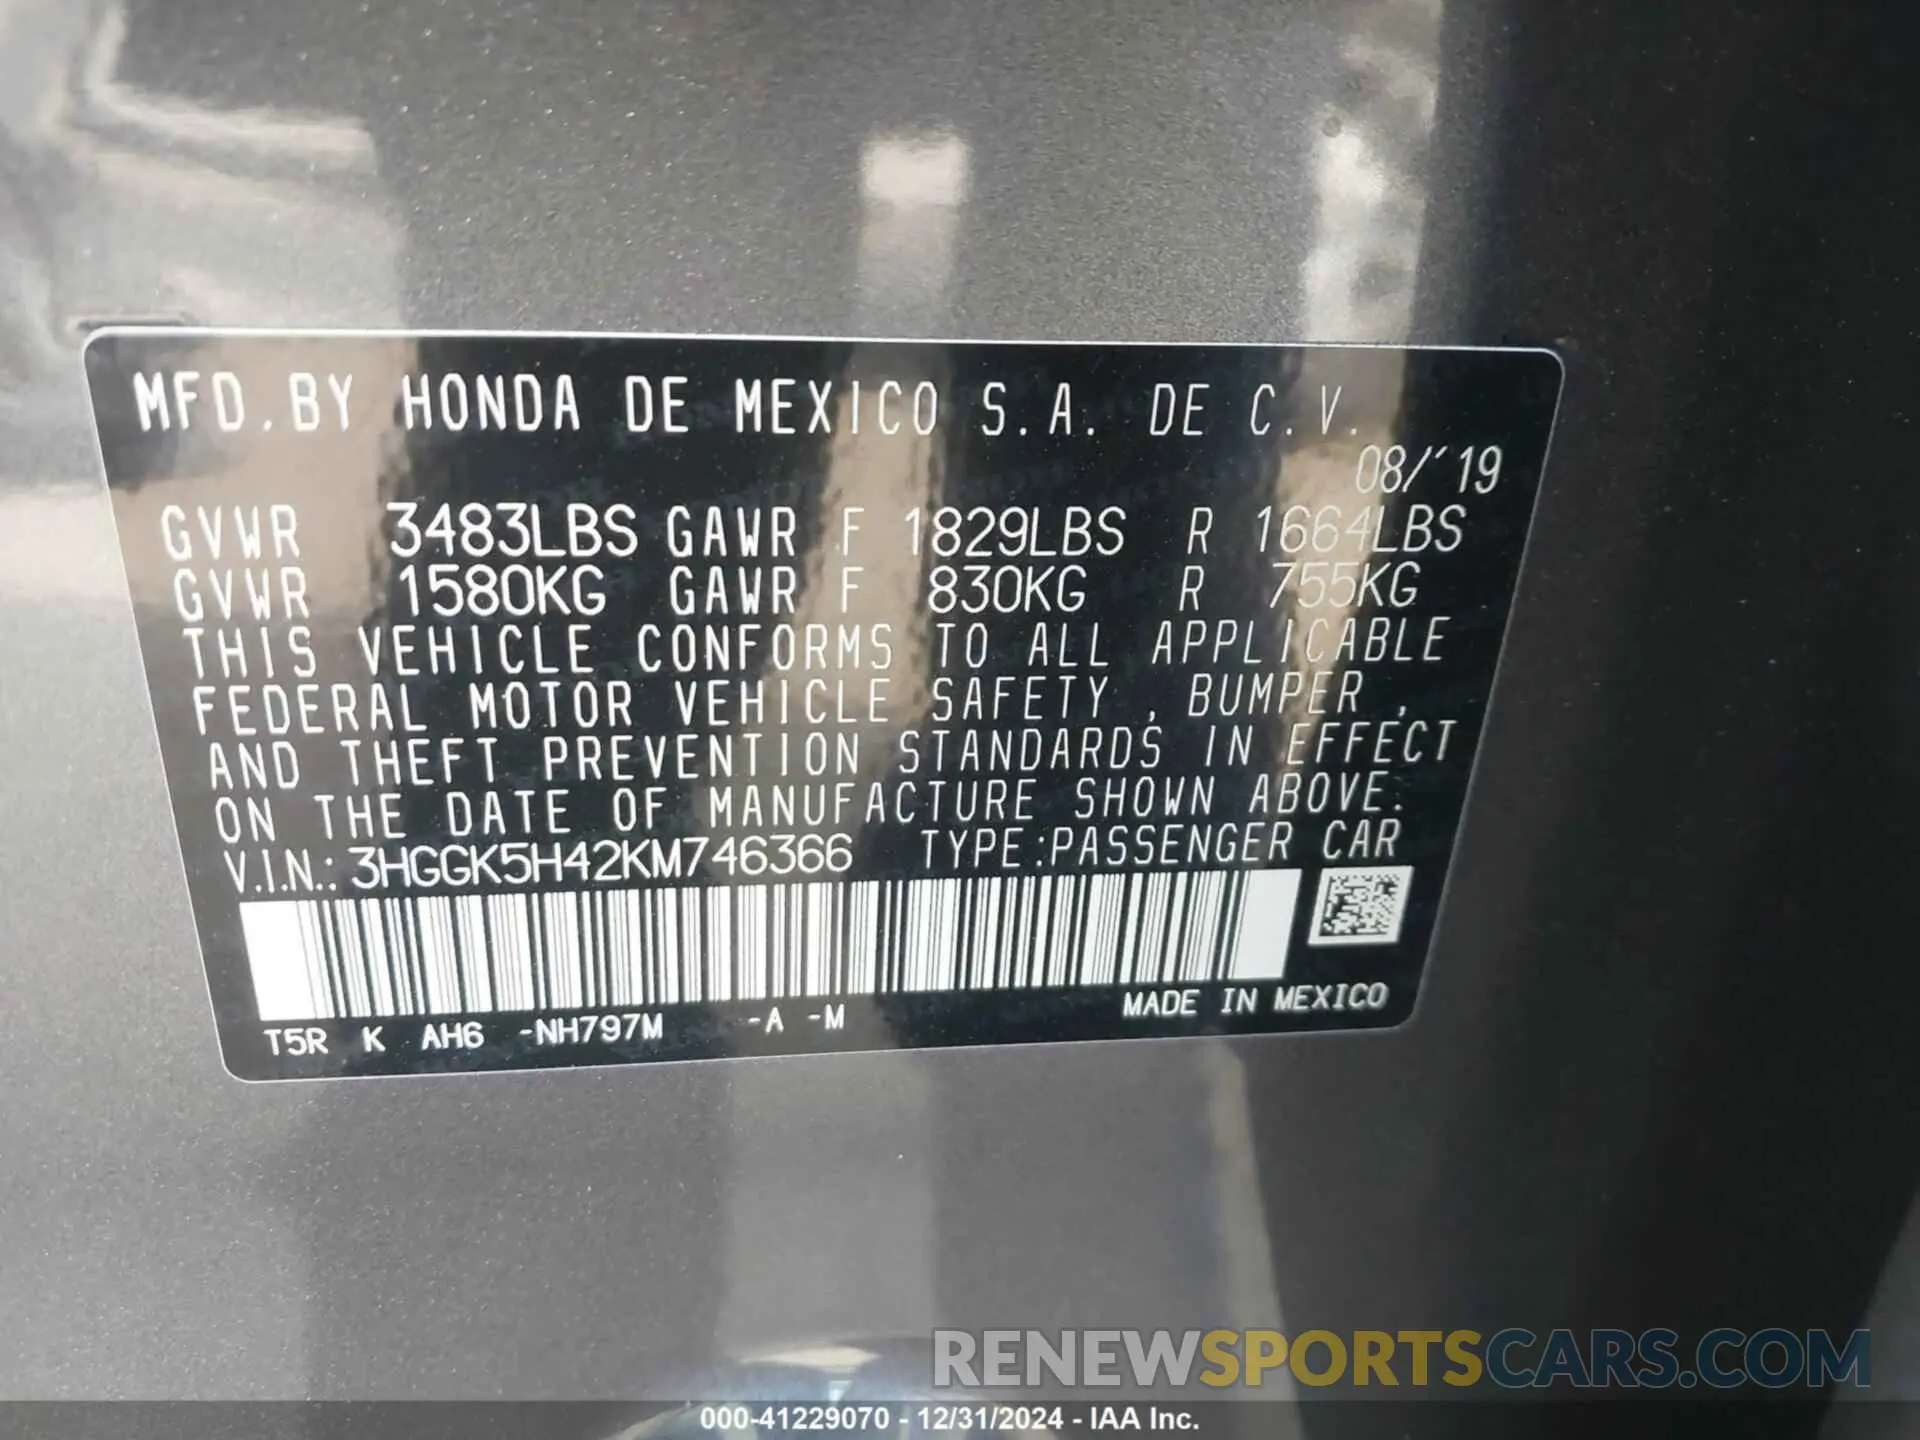 MFD. BY HONDA DE MEXICO S.A. DE C.V.
08/´19
GVWR 3483LBS GAWR F 1829LBS R 1664LBS
GVWR 1580KG GAWR F 830KG R 755KG
THIS VEHICLE CONFORMS TO ALL APPLICABLE
FEDERAL MOTOR VEHICLE SAFETY , BUMPER ,
AND THEFT PREVENTION STANDARDS IN EFFECT
ON THE DATE OF MANUFACTURE SHOWN ABOVE.
V.I.N.: 3HGGK5H42KM746366 TYPE:PASSENGER CAR
T5R K AH6 -NH797M -A -M MADE IN MEXICO
RENEWSPORTSCARS.COM
000-41229070 - 12/31/2024 - IAA Inc.